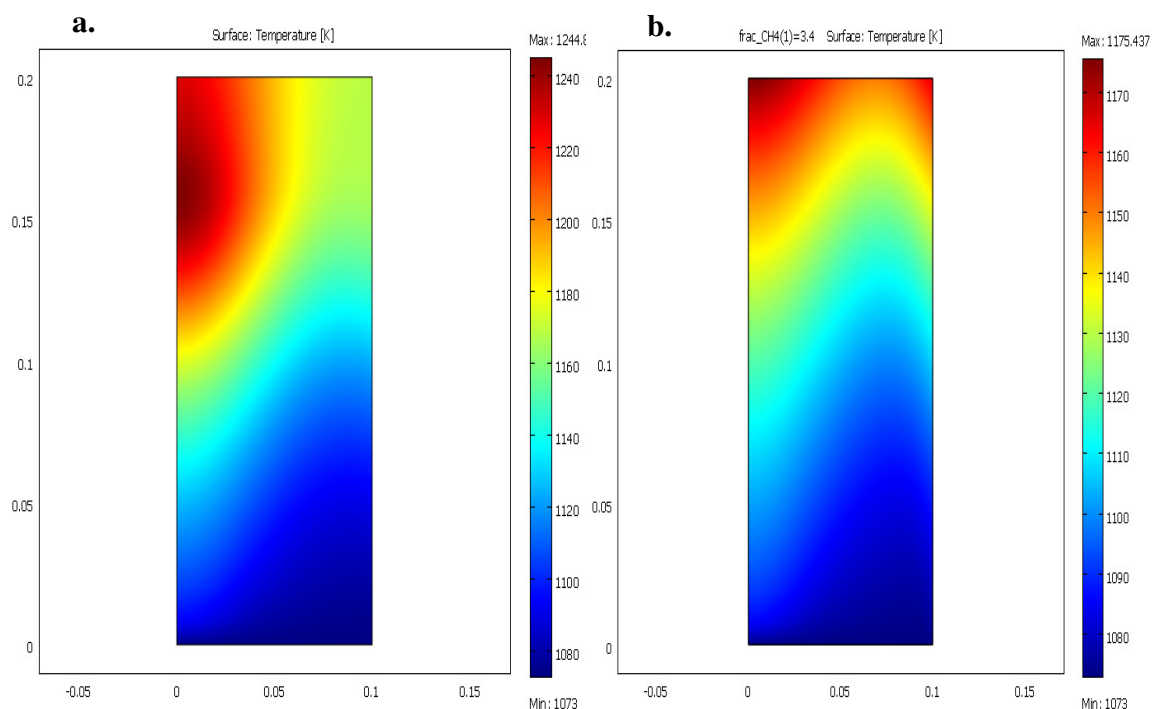 a.
Surface: Temperature [K]
Max: 1244.8
0.2
0.15
0.1
0.05
0
-0.05 0 0.05 0.1 0.15
1240
1220
1200
1180
1160
1140
1120
1100
1080
Min: 1073
b.
frac_CH4(1)=3.4 Surface: Temperature [K]
Max: 1175.437
0.2
0.15
0.1
0.05
0
-0.05 0 0.05 0.1 0.15
1170
1160
1150
1140
1130
1120
1110
1100
1090
1080
Min: 1073